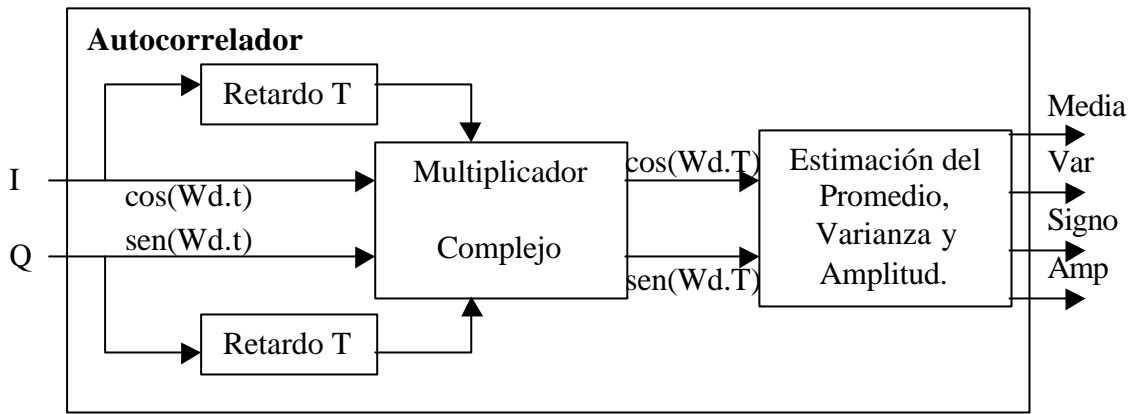 Autocorrelador
Retardo T
Media
Multiplicador
Complejo
cos(Wd.T)
Estimación del
Promedio,
Varianza y
Amplitud.
Var
I
cos(Wd.t)
Signo
sen(Wd.t)
Q
sen(Wd.T)
Amp
Retardo T